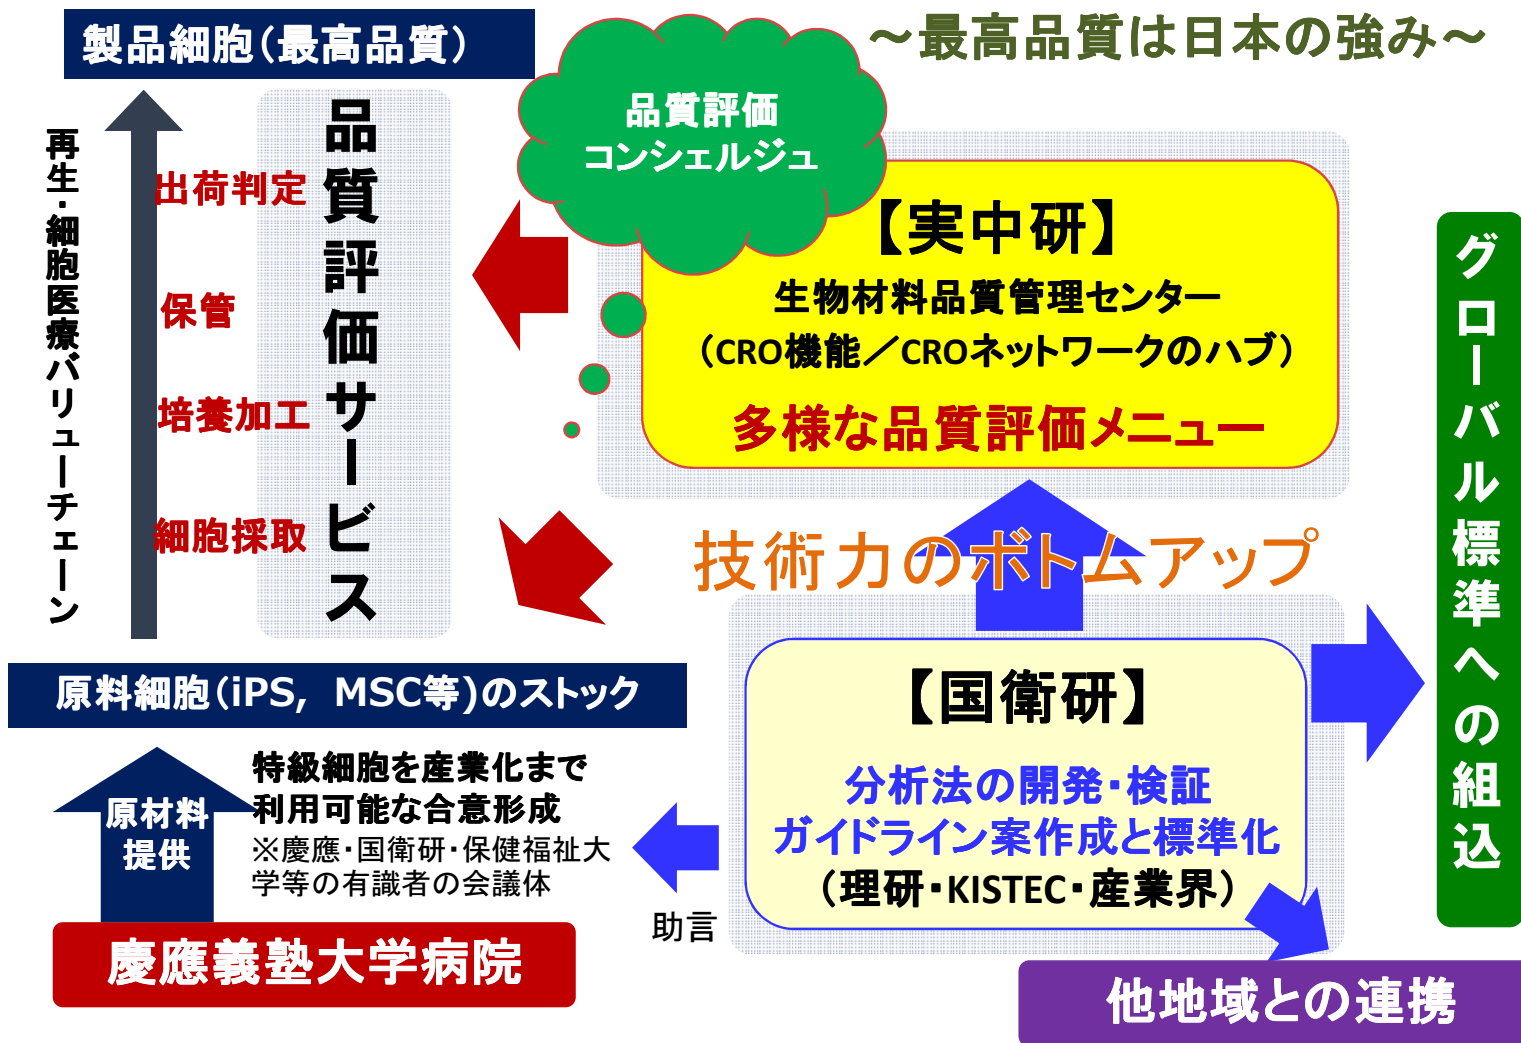 製品細胞（最高品質）
～最高品質は日本の強み～
品質評価
コンシェルジュ
再生・細胞医療バリューチェーン
出荷判定
保管
培養加工
細胞採取
品質評価サービス
【実中研】
生物材料品質管理センター
（CRO機能／CROネットワークのハブ）
多様な品質評価メニュー
技術力のボトムアップ
グローバル標準への組込
原料細胞（iPS, MSC等）のストック
【国衛研】
分析法の開発・検証
ガイドライン案作成と標準化
（理研・KISTEC・産業界）
原材料
提供
特級細胞を産業化まで
利用可能な合意形成
※慶應・国衛研・保健福祉大
学等の有識者の会議体
助言
慶應義塾大学病院
他地域との連携